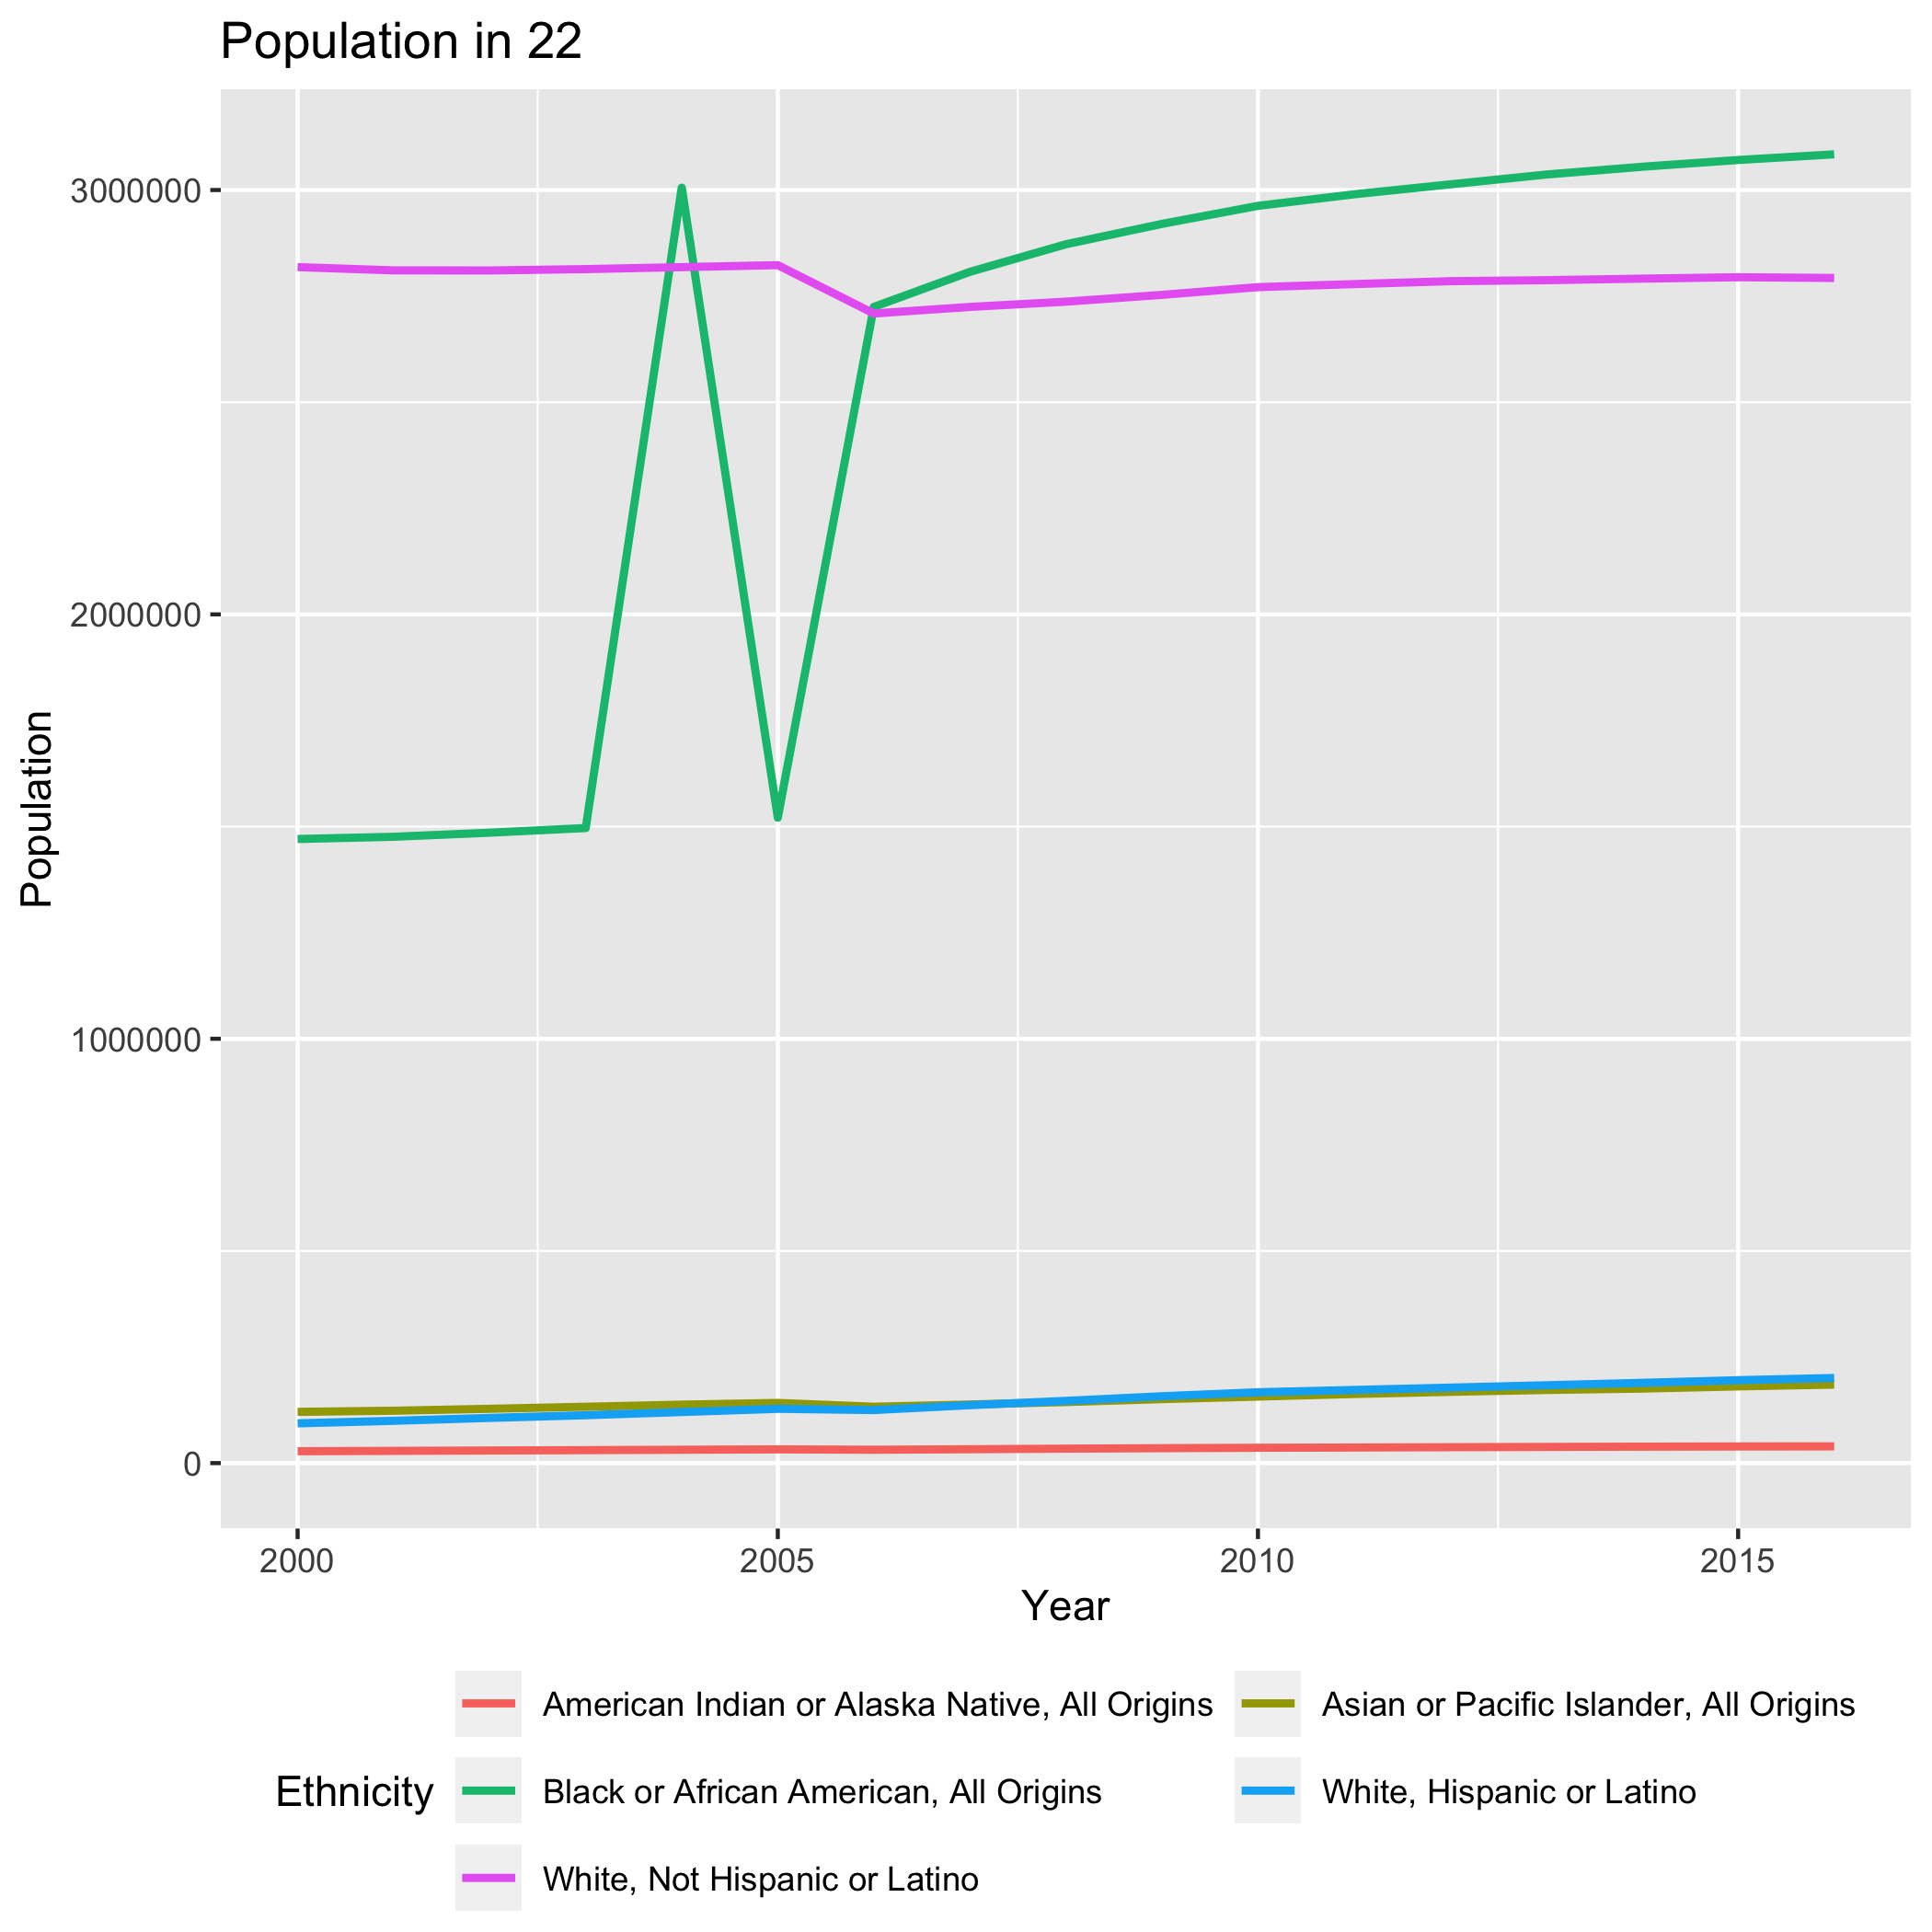 Population in 22
3000000
2000000
1000000
0
Population
2000 2005 2010 2015
Year
Ethnicity
American Indian or Alaska Native, All Origins
Asian or Pacific Islander, All Origins
Black or African American, All Origins
White, Hispanic or Latino
White, Not Hispanic or Latino